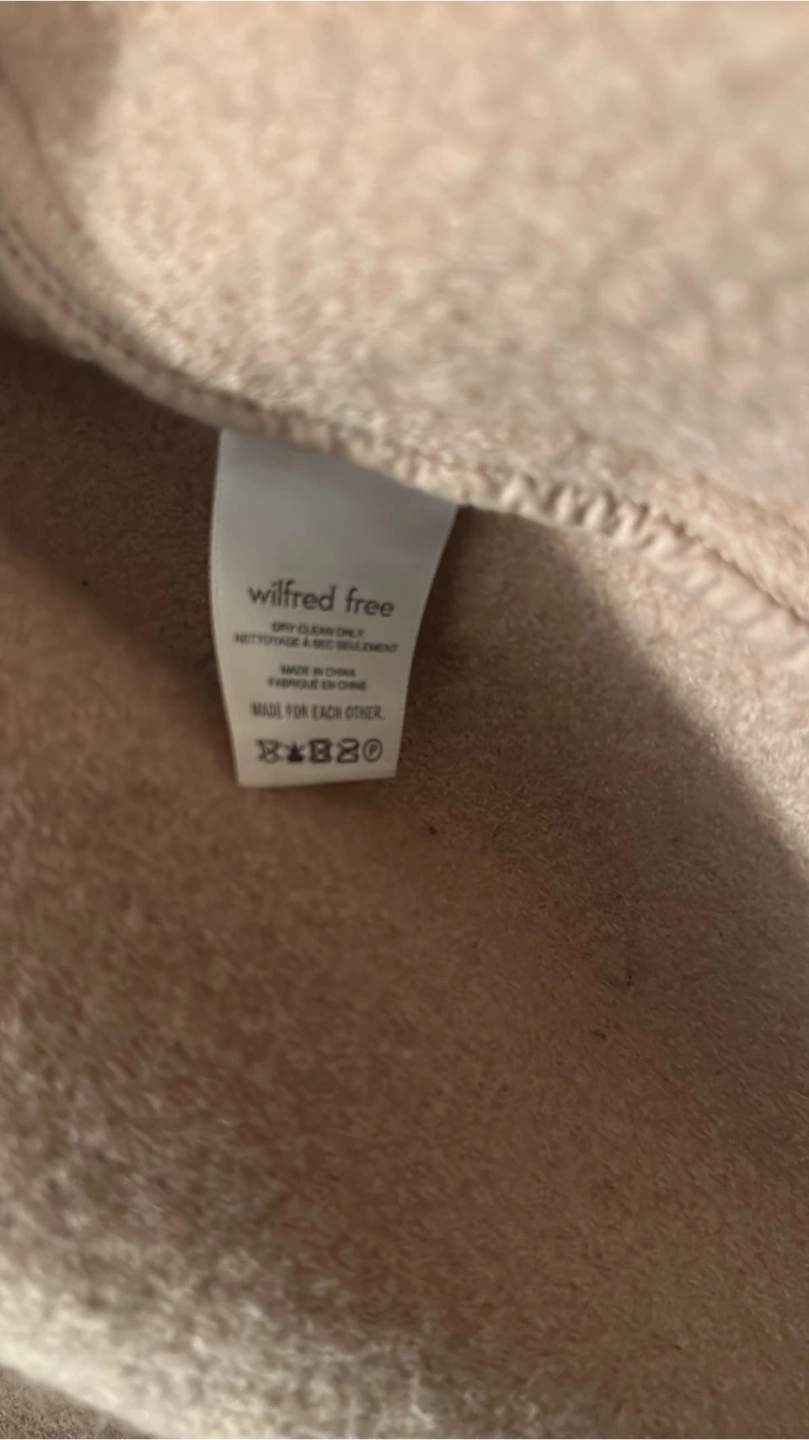 wilfred free
DRY CLEAN ONLY
NETTOYAGE À SEC SEULEMENT
MADE IN CHINA
FABRIQUÉ EN CHINE
MADE FOR EACH OTHER.
P